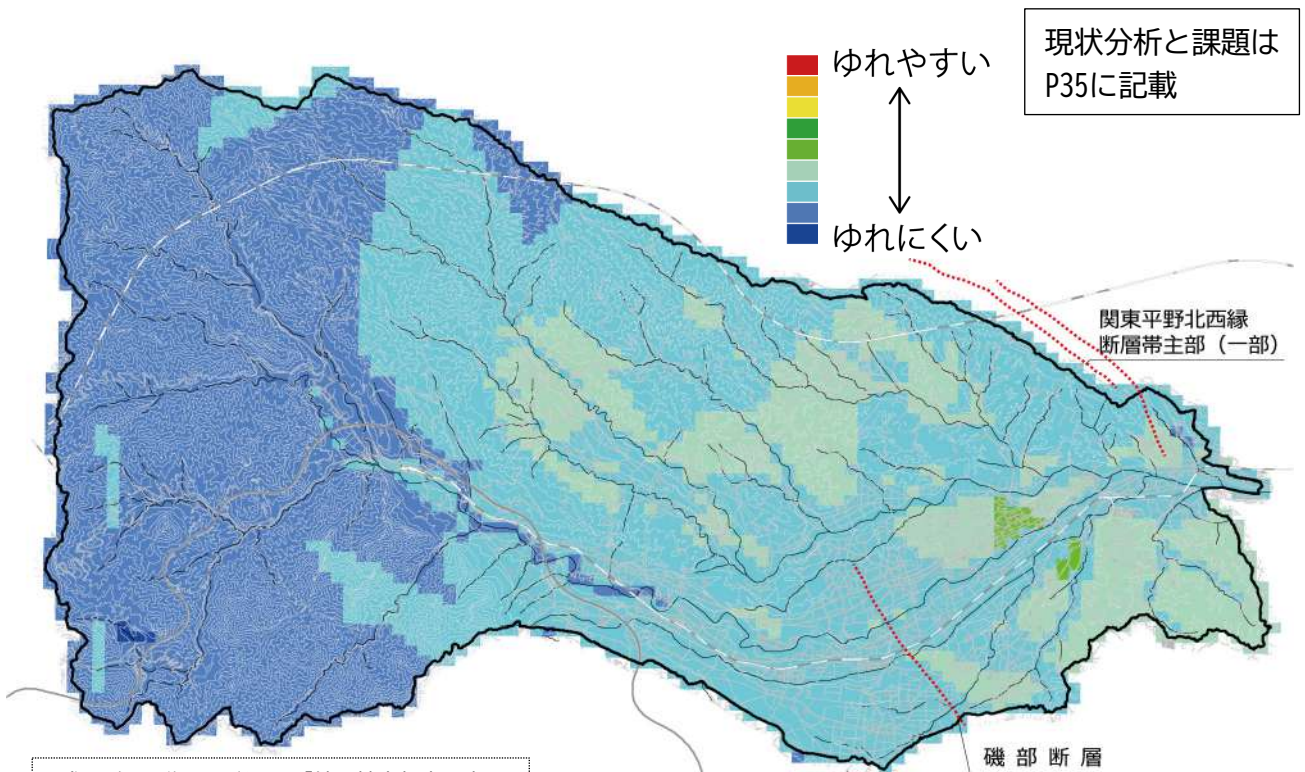 現状分析と課題は
P35に記載
ゆれやすい
ゆれにくい
関東平野北西縁
断層帯主部（一部）
磯部断層